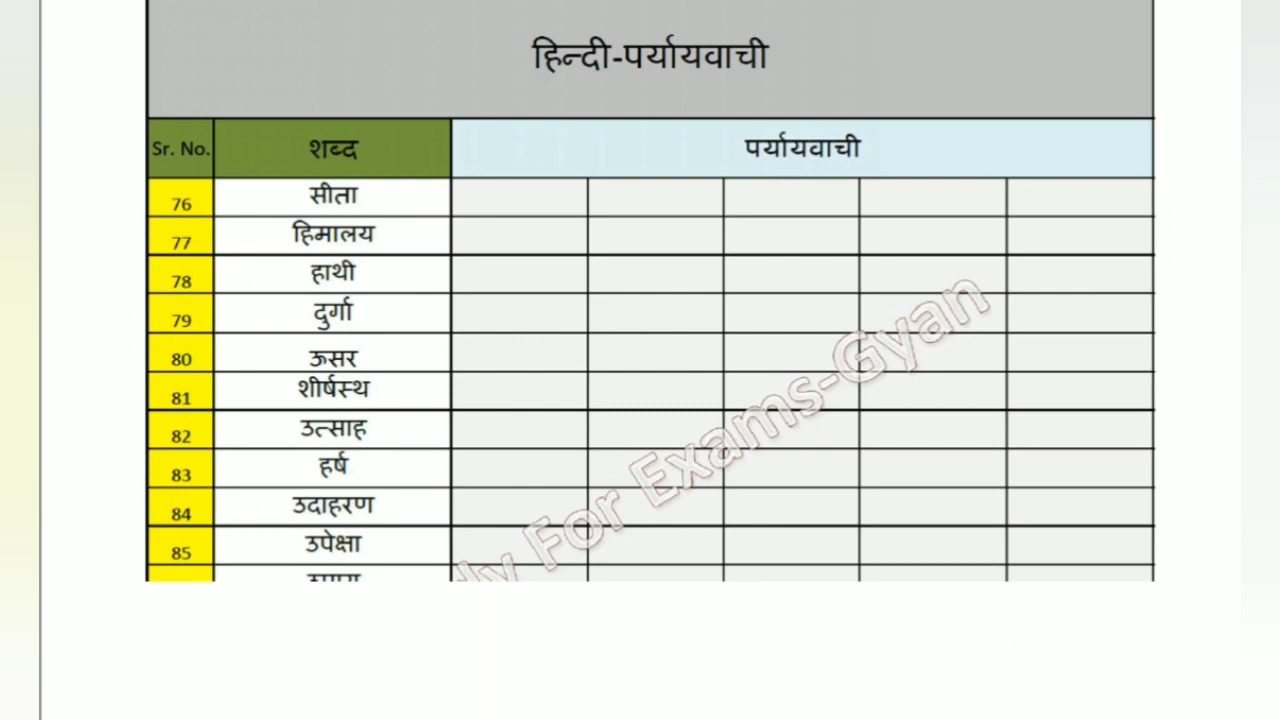 हिन्दी-पर्यायवाची
Sr. No. शब्द पर्यायवाची
76 सीता
77 हिमालय
78 हाथी
79 दुर्गा
80 ऊसर
81 शीर्षस्थ
82 उत्साह
83 हर्ष
84 उदाहरण
85 उपेक्षा
For Exams-Gyan